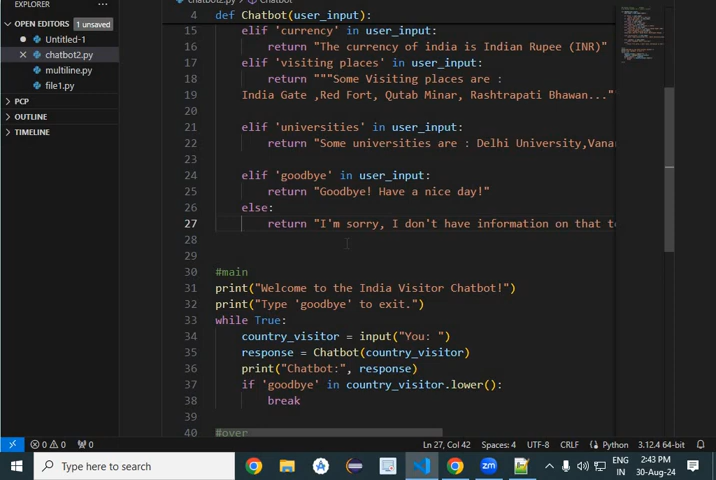 EXPLORER ...
chatbot2.py Chatbot
OPEN EDITORS 1 unsaved
Untitled-1
chatbot2.py
multiline.py
file1.py
PCP
OUTLINE
TIMELINE
4 def Chatbot(user_input):
15 elif 'currency' in user_input:
16 return "The currency of india is Indian Rupee (INR)"
17 elif 'visiting places' in user_input:
18 return """Some Visiting places are :
19 India Gate ,Red Fort, Qutab Minar, Rashtrapati Bhawan..."
20
21 elif 'universities' in user_input:
22 return "Some universities are : Delhi University,Vana
23
24 elif 'goodbye' in user_input:
25 return "Goodbye! Have a nice day!"
26 else:
27 return "I'm sorry, I don't have information on that t
28
29
30 #main
31 print("Welcome to the India Visitor Chatbot!")
32 print("Type 'goodbye' to exit.")
33 while True:
34 country_visitor = input("You: ")
35 response = Chatbot(country_visitor)
36 print("Chatbot:", response)
37 if 'goodbye' in country_visitor.lower():
38 break
39
40 #over
0 0 0 Ln 27, Col 42 Spaces: 4 UTF-8 CRLF Python 3.12.4 64-bit
Type here to search
ENG
IN
2:43 PM
30-Aug-24